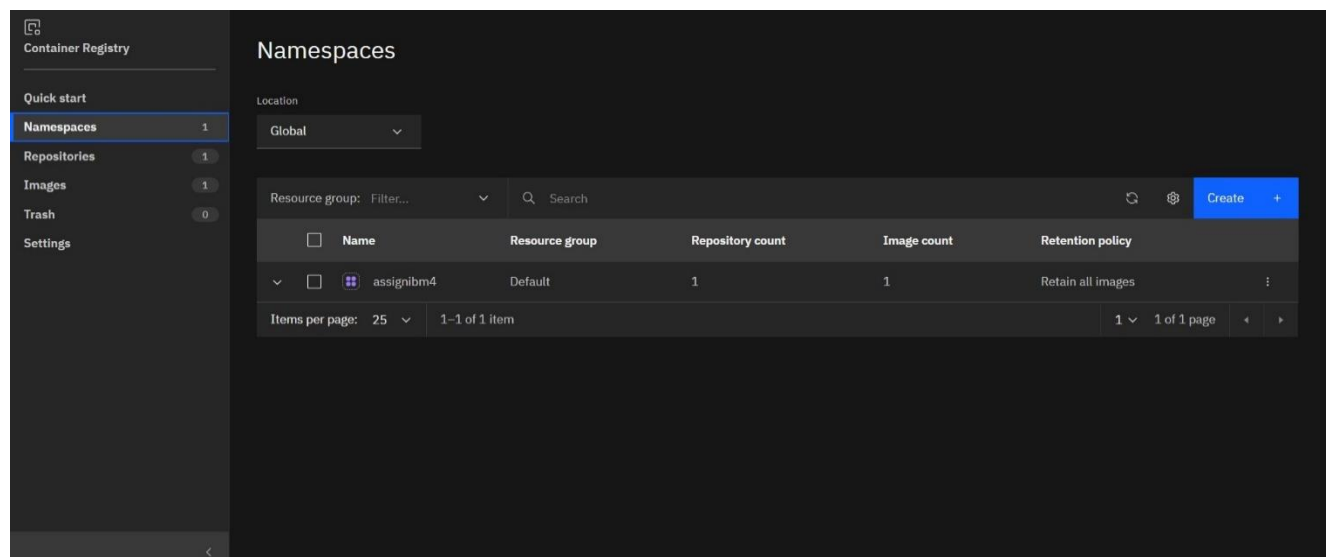 Container Registry
Quick start
Namespaces 1
Repositories 1
Images 1
Trash 0
Settings
Namespaces
Location
Global
Resource group: Filter... Search Create +
Name Resource group Repository count Image count Retention policy
assignibm4 Default 1 1 Retain all images
Items per page: 25 1–1 of 1 item 1 1 of 1 page